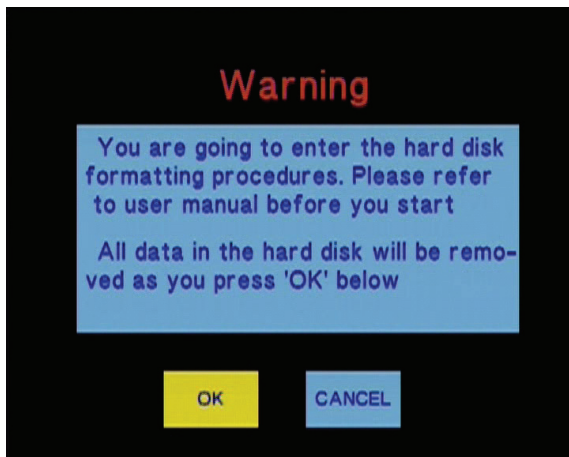 Warning
You are going to enter the hard disk
formatting procedures. Please refer
to user manual before you start
All data in the hard disk will be remo-
ved as you press 'OK' below
OK
CANCEL